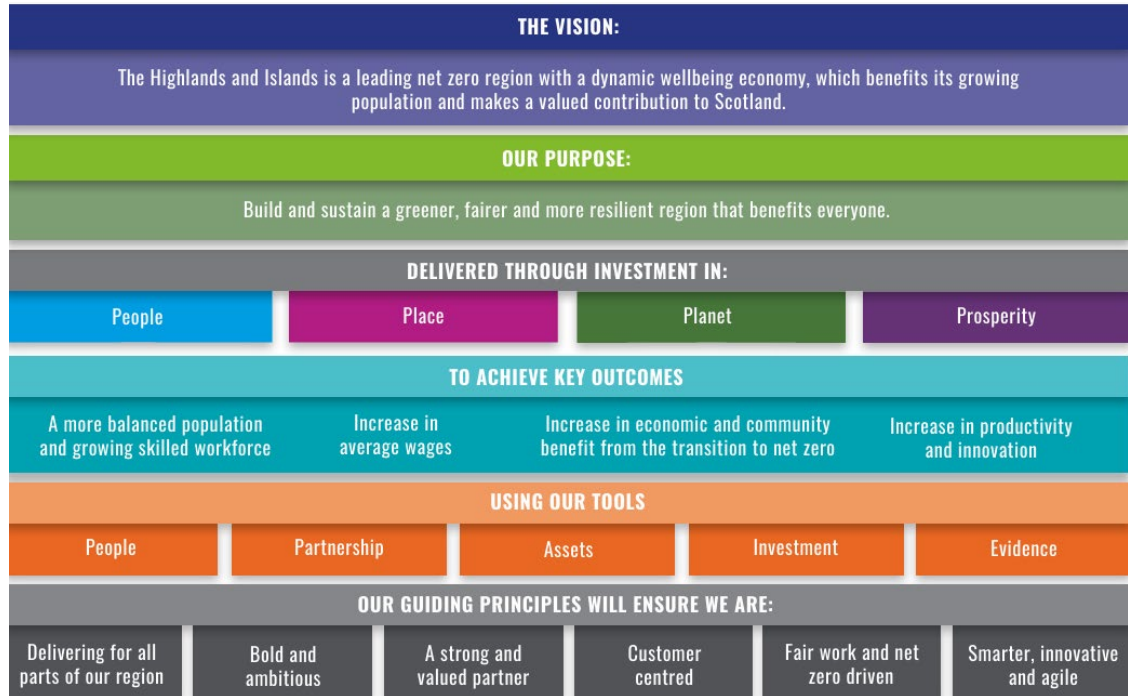 THE VISION:
The Highlands and Islands is a leading net zero region with a dynamic wellbeing economy, which benefits its growing
population and makes a valued contribution to Scotland.
OUR PURPOSE:
Build and sustain a greener, fairer and more resilient region that benefits everyone.
DELIVERED THROUGH INVESTMENT IN:
People
Place
Planet
Prosperity
TO ACHIEVE KEY OUTCOMES
A more balanced population
and growing skilled workforce
Increase in
average wages
Increase in economic and community
benefit from the transition to net zero
Increase in productivity
and innovation
USING OUR TOOLS
People
Partnership
Assets
Investment
Evidence
OUR GUIDING PRINCIPLES WILL ENSURE WE ARE:
Delivering for all
parts of our region
Bold and
ambitious
A strong and
valued partner
Customer
centred
Fair work and net
zero driven
Smarter, innovative
and agile